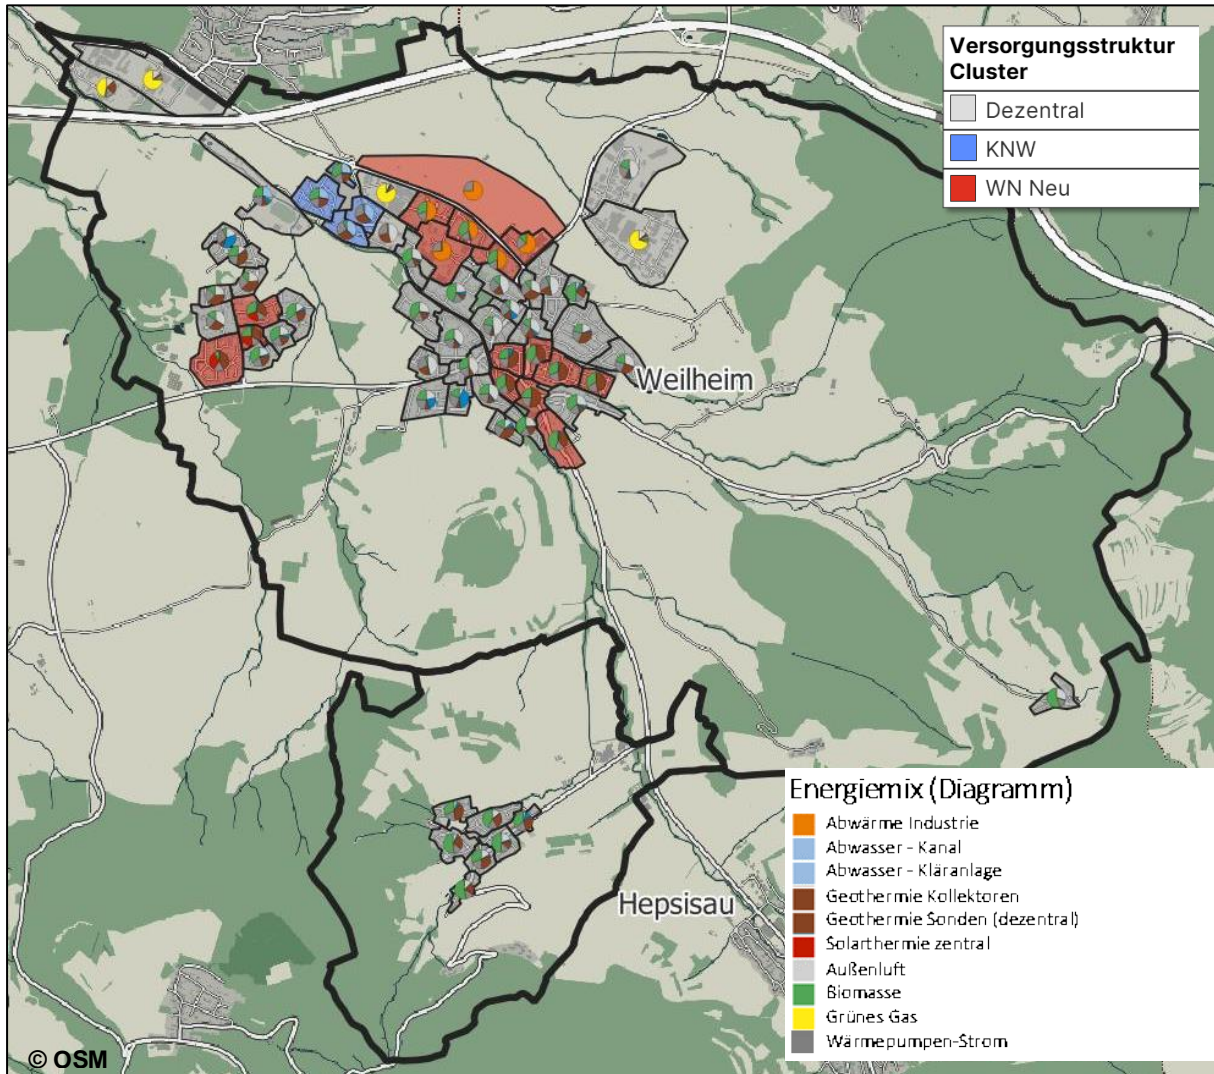 Versorgungsstruktur
Cluster
Dezentral
KNW
WN Neu
Weilheim
Energiemix (Diagramm)
Abwärme Industrie
Abwasser - Kanal
Abwasser - Kläranlage
Geothermie Kollektoren
Geothermie Sonden (dezentral)
Solarthermie zentral
Außenluft
Biomasse
Grünes Gas
Wärmepumpen-Strom
Hepsisau
© OSM